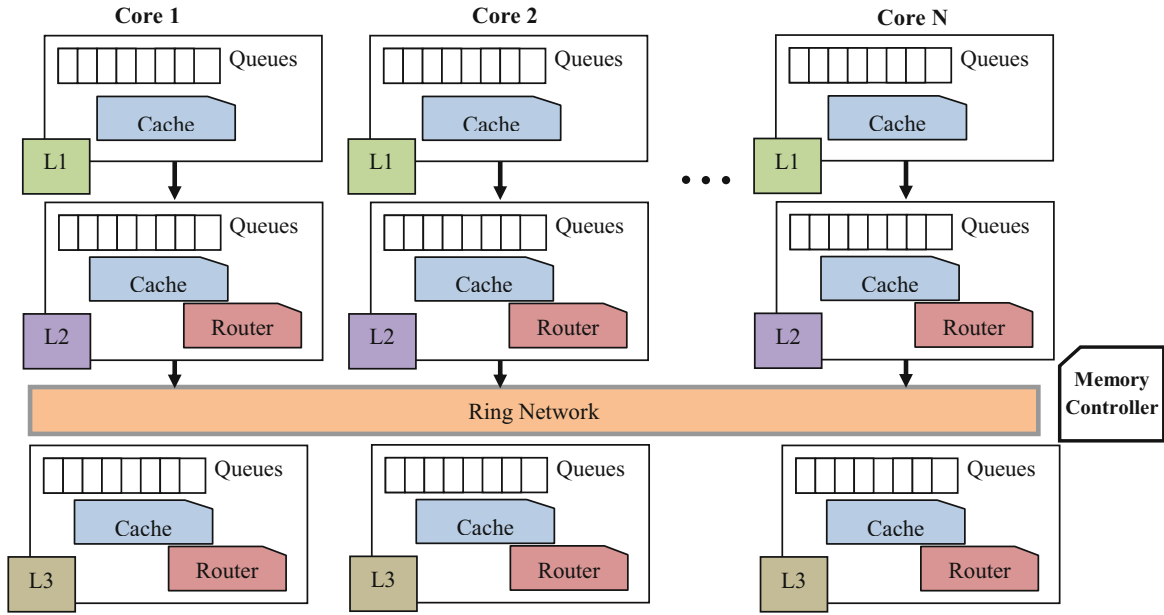 Core 1
Core 2
Core N
Queues
Queues
Queues
Cache
Cache
Cache
L1
L1
L1
• • •
Queues
Queues
Queues
Cache
Cache
Cache
Router
Router
Router
L2
L2
L2
Memory
Controller
Ring Network
Queues
Queues
Queues
Cache
Cache
Cache
Router
Router
Router
L3
L3
L3